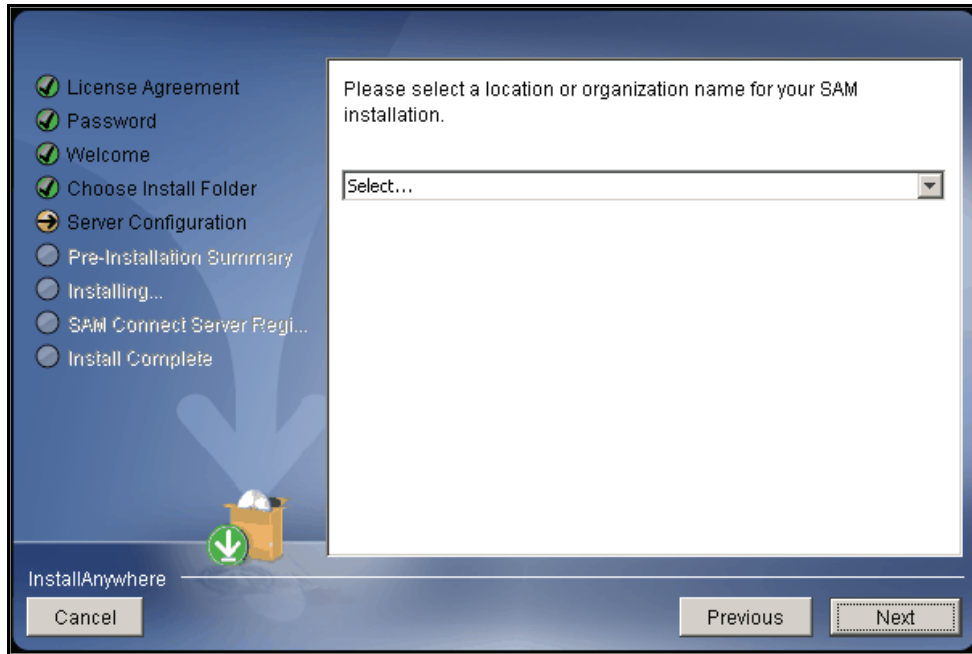 License Agreement
Password
Welcome
Choose Install Folder
Server Configuration
Pre-Installation Summary
Installing...
SAM Connect Server Regi...
Install Complete
Please select a location or organization name for your SAM
installation.
Select...
InstallAnywhere
Cancel
Previous
Next